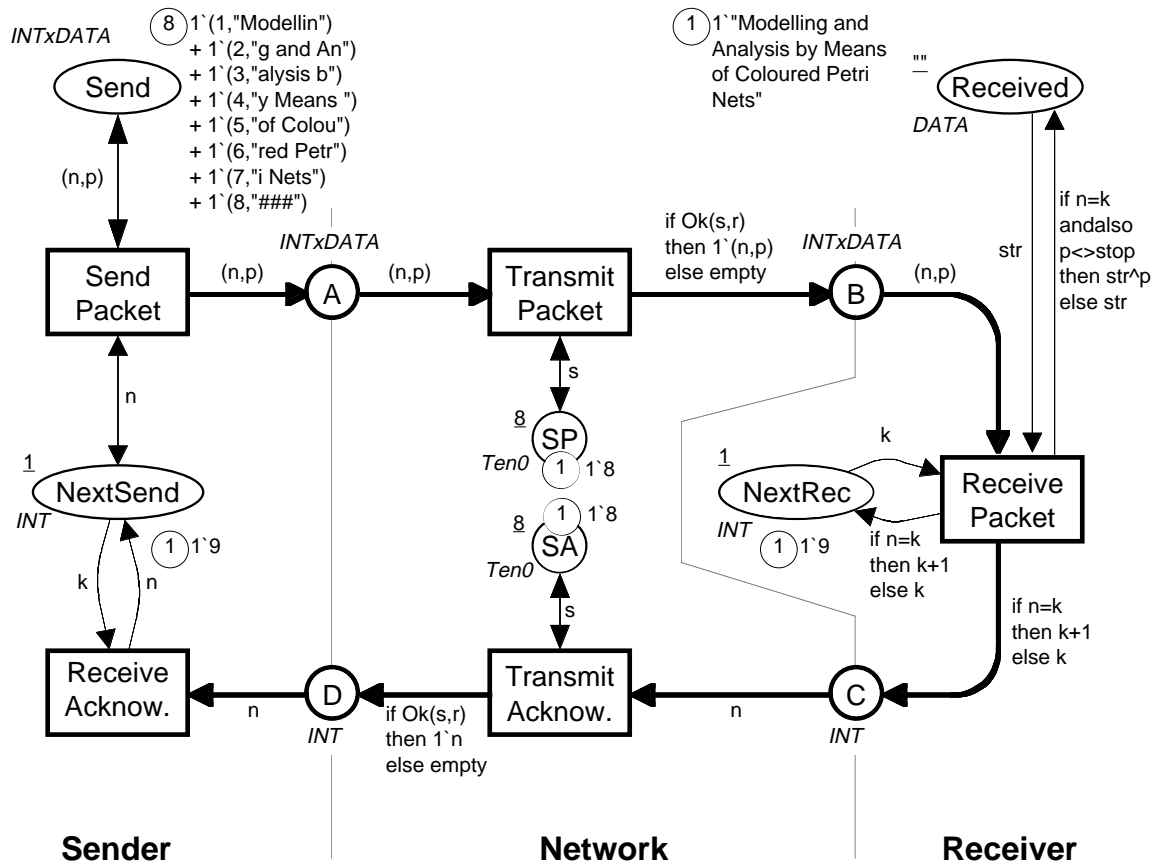 INTxDATA
8
1`(1,"Modellin")
+ 1`(2,"g and An")
+ 1`(3,"alysis b")
+ 1`(4,"y Means ")
+ 1`(5,"of Colou")
+ 1`(6,"red Petr")
+ 1`(7,"i Nets")
+ 1`(8,"###")
Send
1
1`"Modelling and
Analysis by Means
of Coloured Petri
Nets"
""
Received
DATA
(n,p)
Send
Packet
(n,p)
INTxDATA
A
(n,p)
Transmit
Packet
if Ok(s,r)
then 1`(n,p)
else empty
INTxDATA
B
(n,p)
str
if n=k
andalso
p<>stop
then str^p
else str
n
s
8
SP
Ten0
1
1`8
1
NextSend
INT
1
1`9
k
n
8
1
1`8
SA
Ten0
s
1
NextRec
INT
1
1`9
k
if n=k
then k+1
else k
Receive
Packet
if n=k
then k+1
else k
Receive
Acknow.
n
D
INT
if Ok(s,r)
then 1`n
else empty
Transmit
Acknow.
n
C
INT
Sender
Network
Receiver